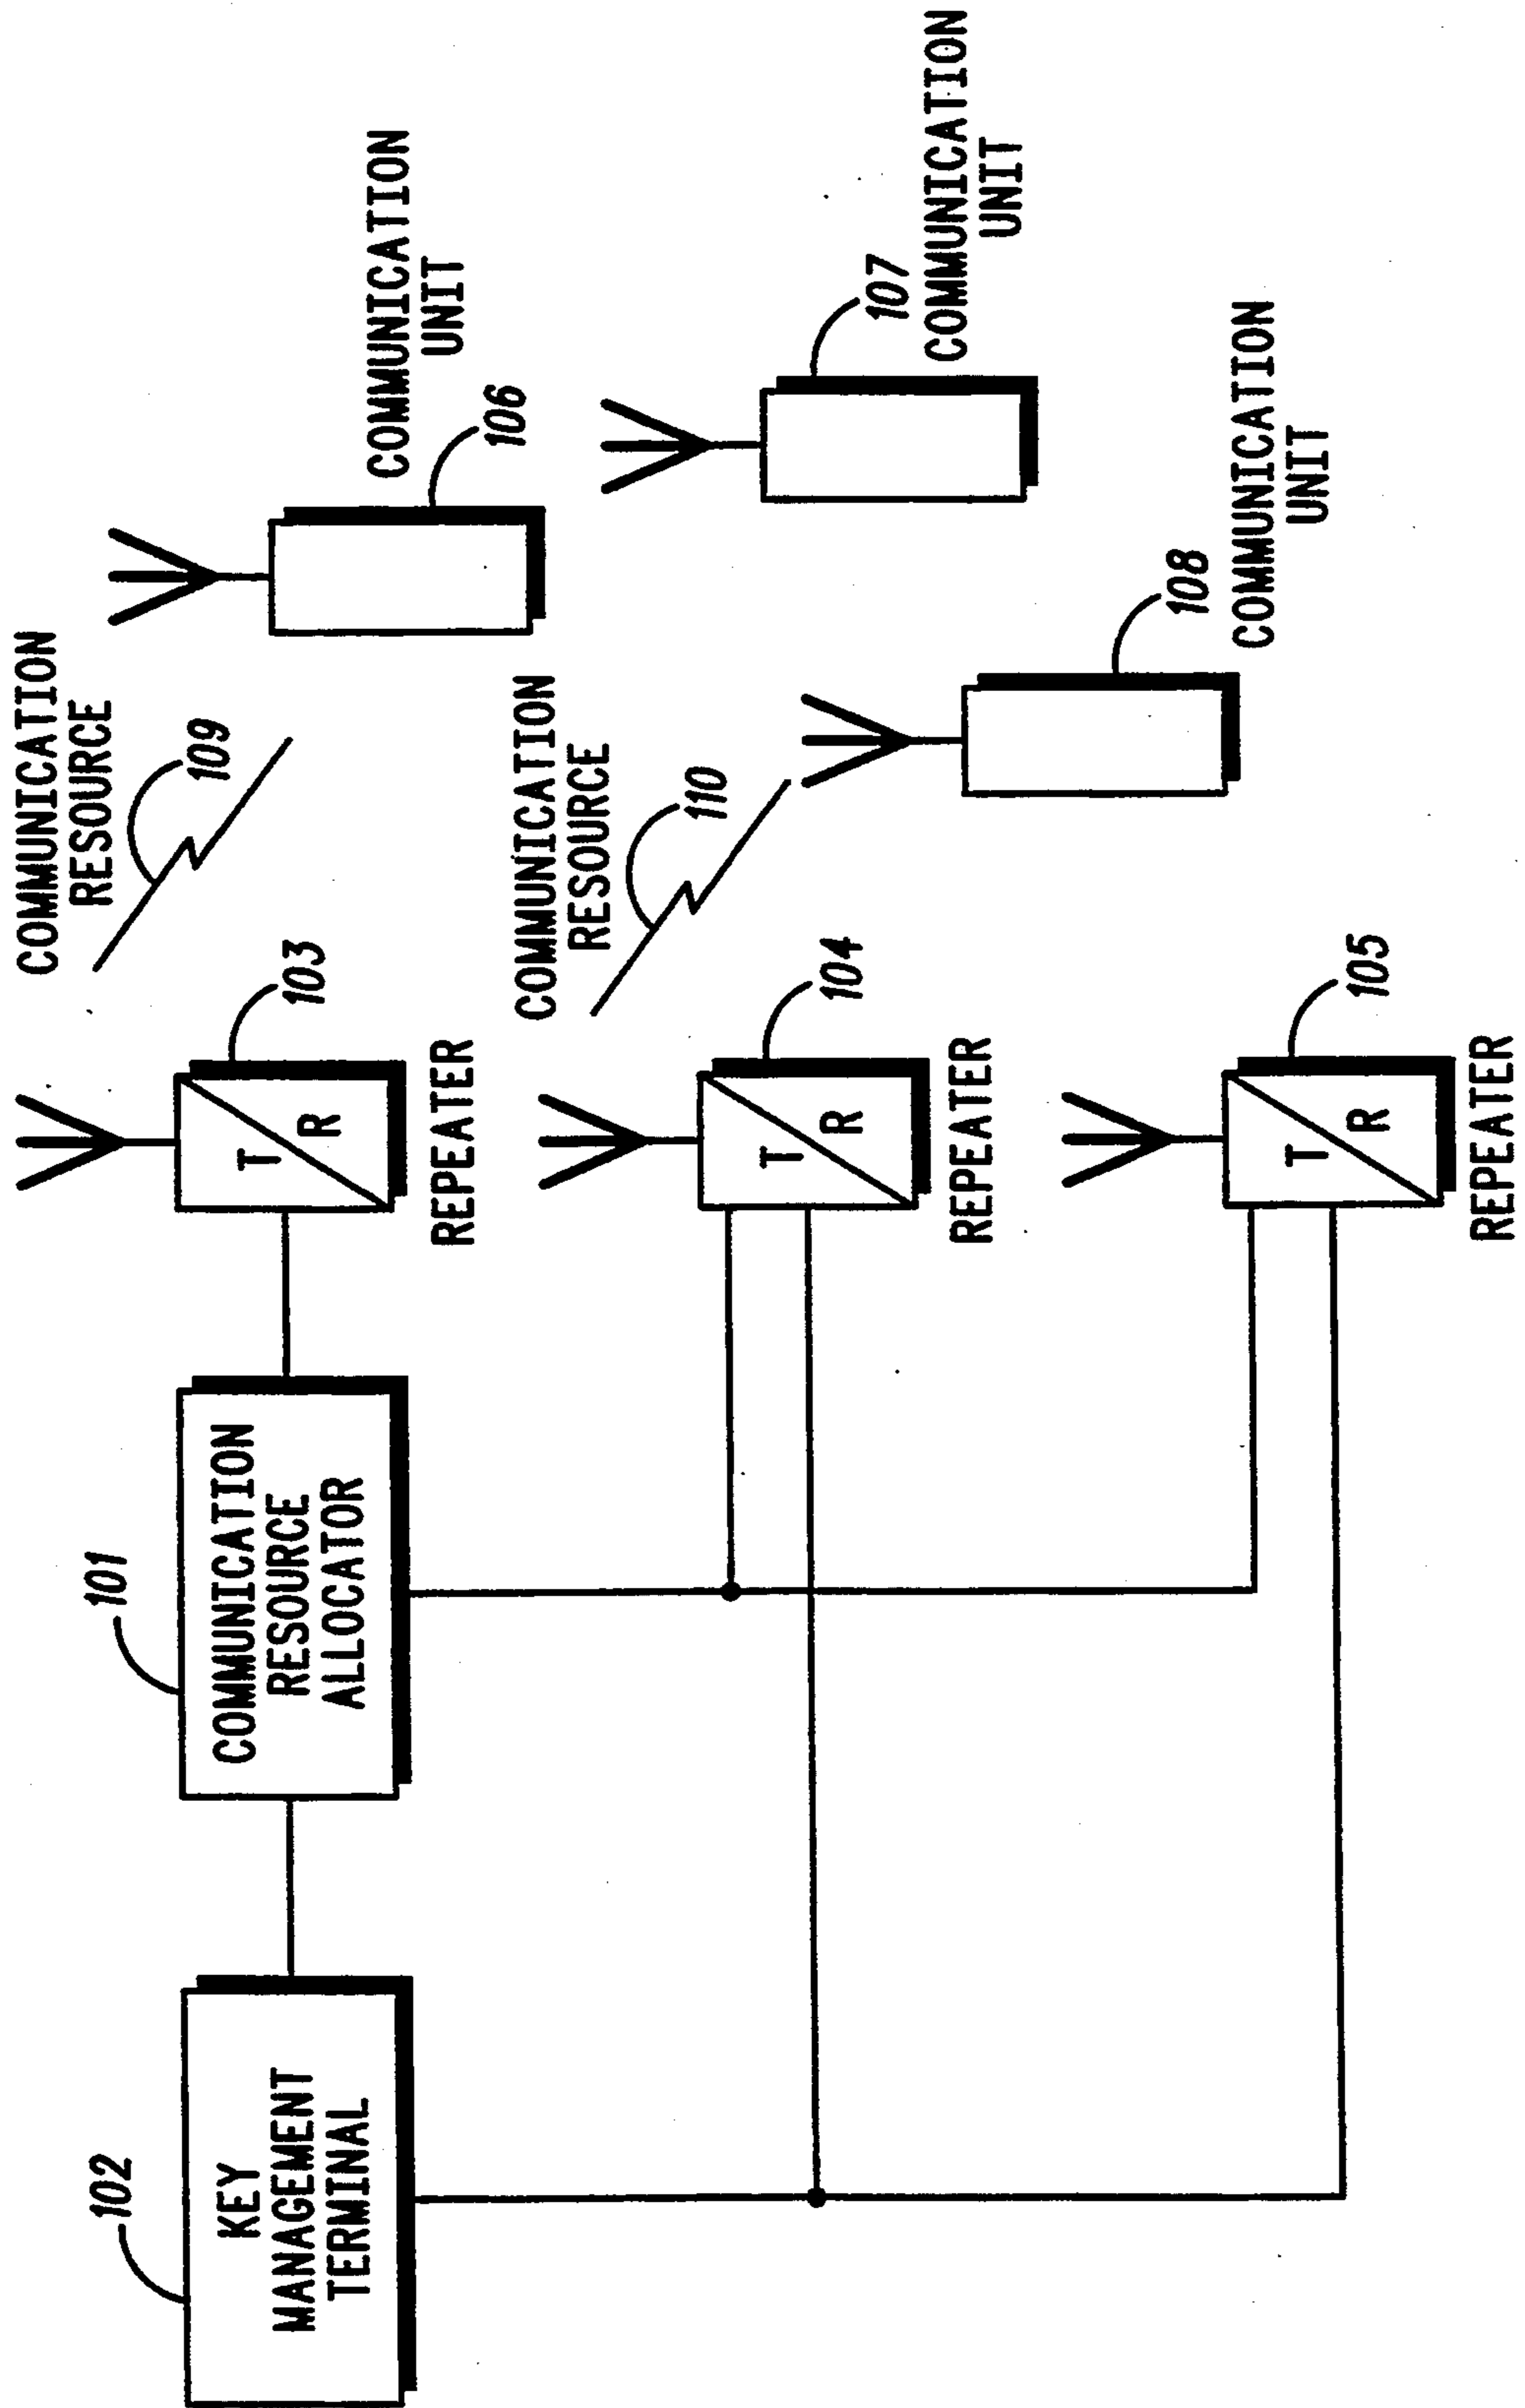 102
KEY
MANAGEMENT
TERMINAL
101
COMMUNICATION
RESOURCE
ALLOCATOR
103
T
R
REPEATER
COMMUNICATION
RESOURCE
109
106
COMMUNICATION
UNIT
104
T
R
REPEATER
COMMUNICATION
RESOURCE
110
107
COMMUNICATION
UNIT
108
COMMUNICATION
UNIT
105
T
R
REPEATER